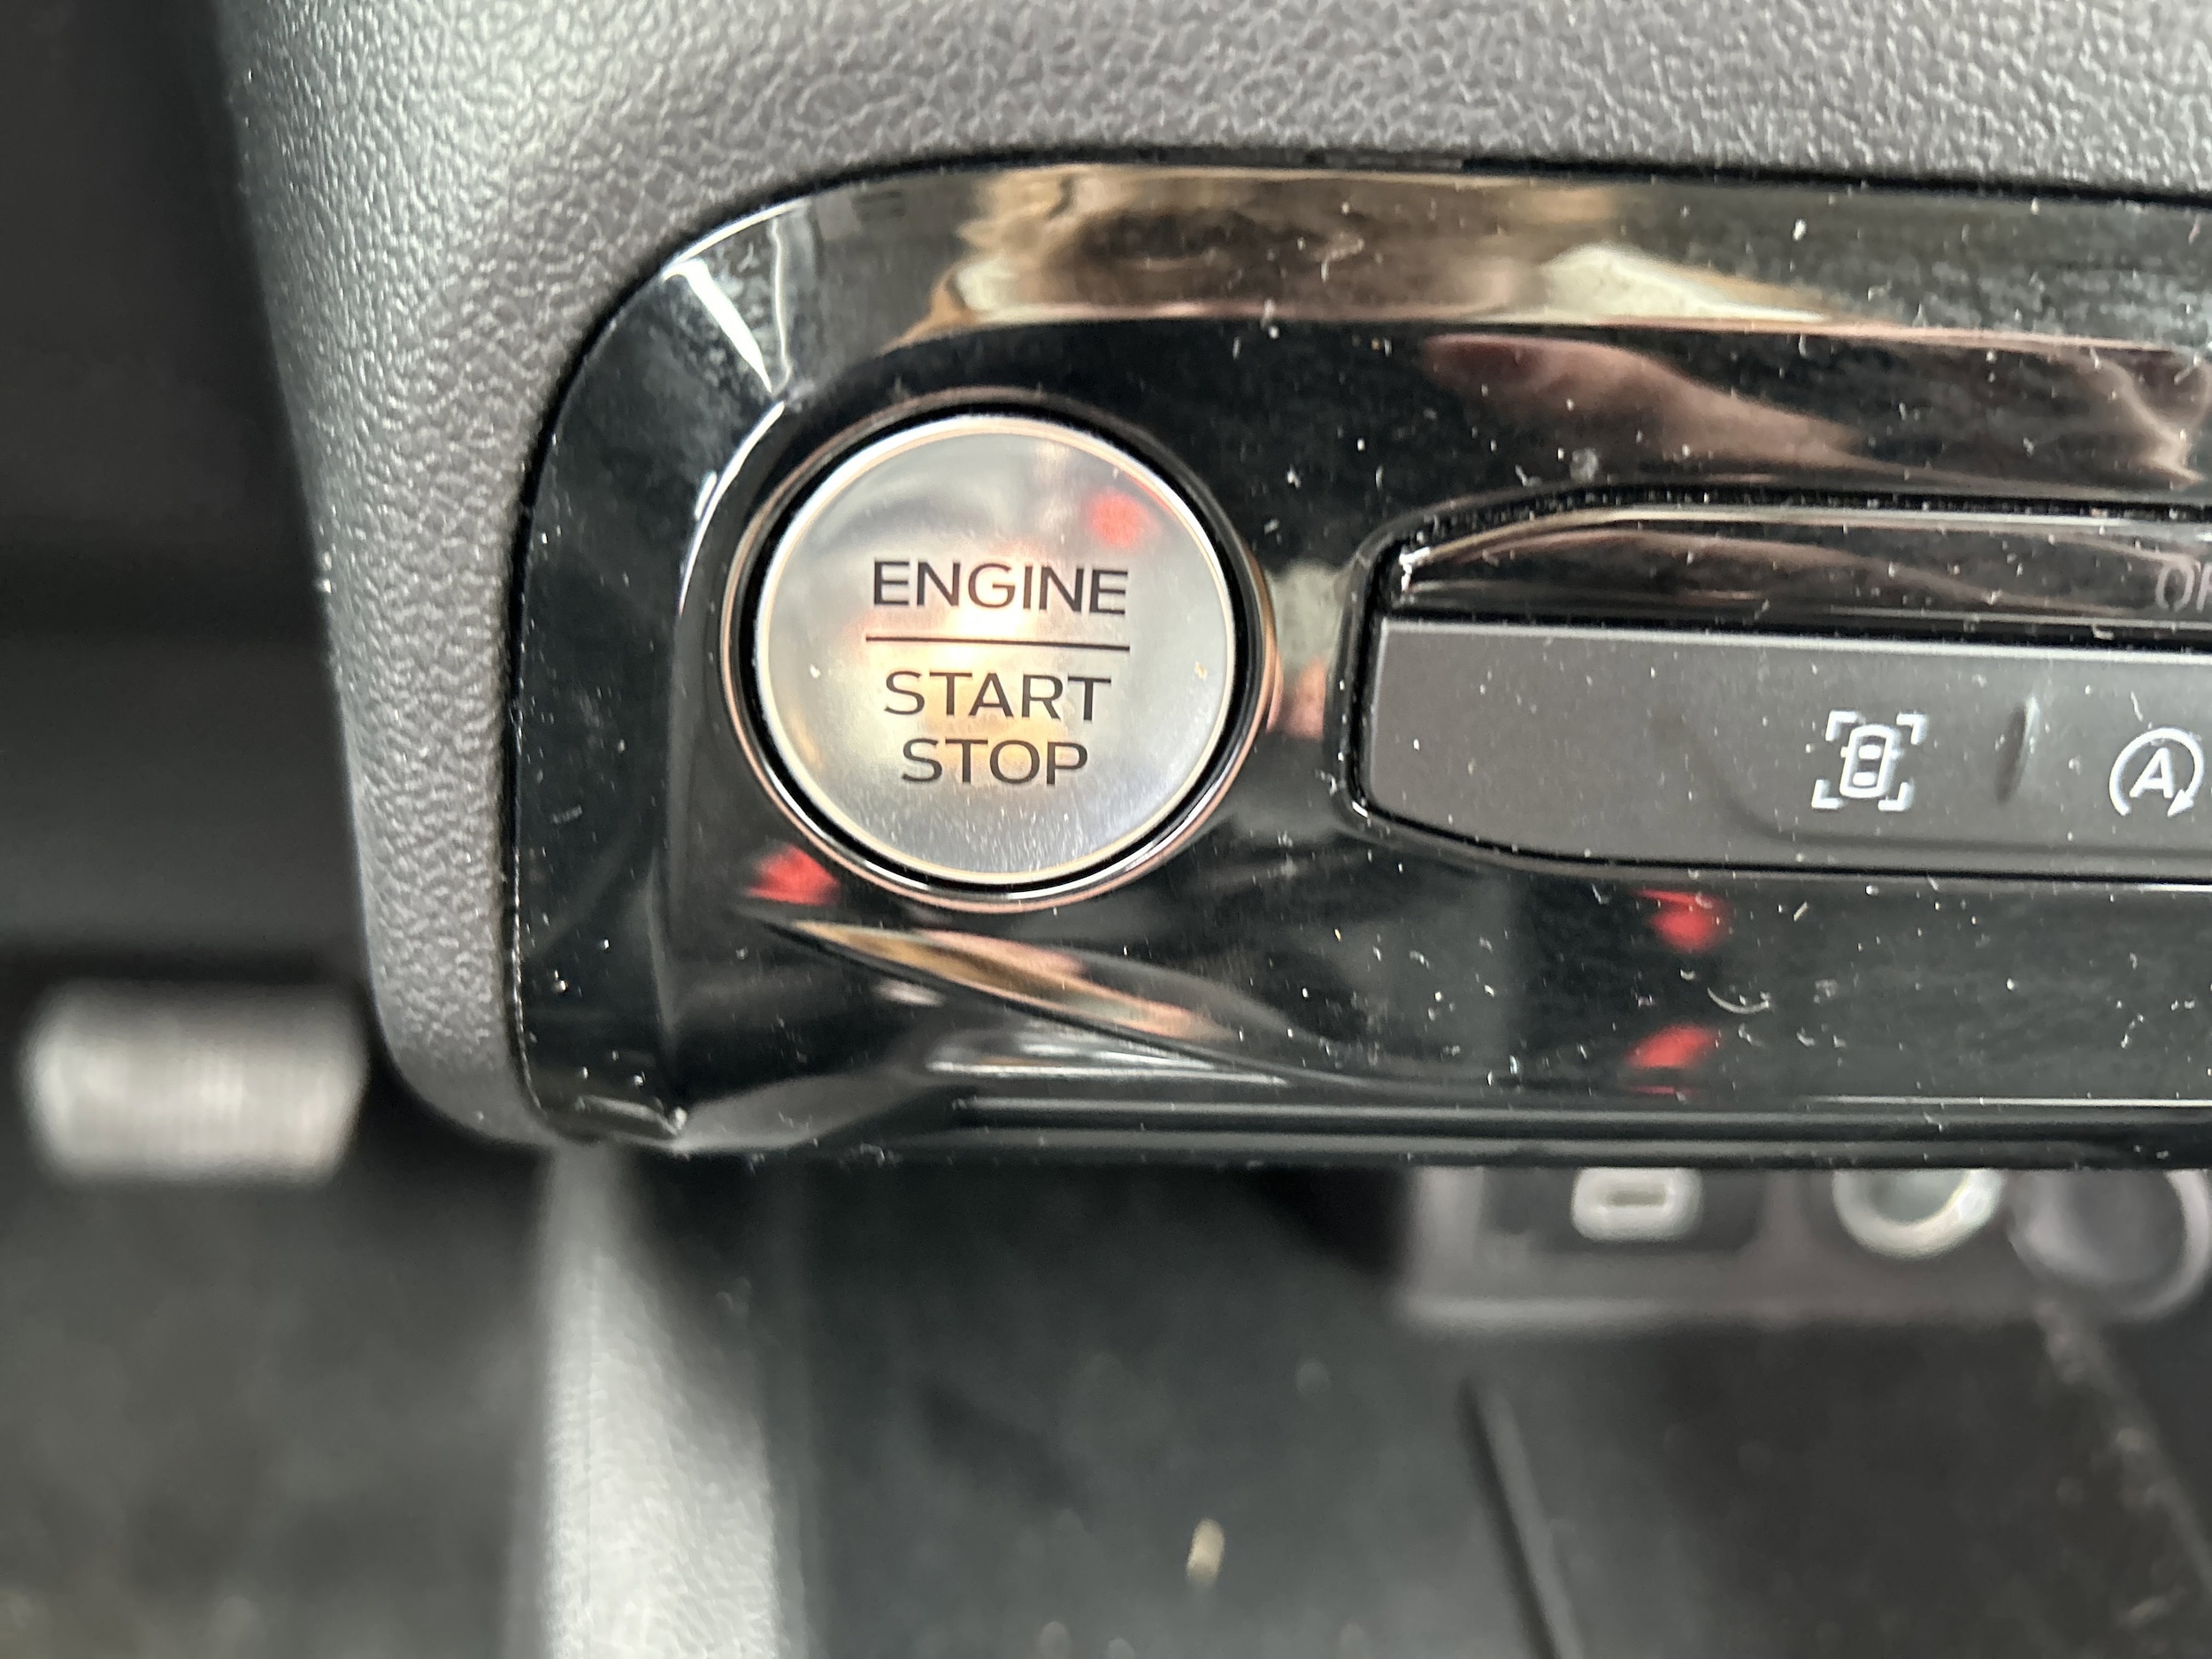 ENGINE
START
STOP
A